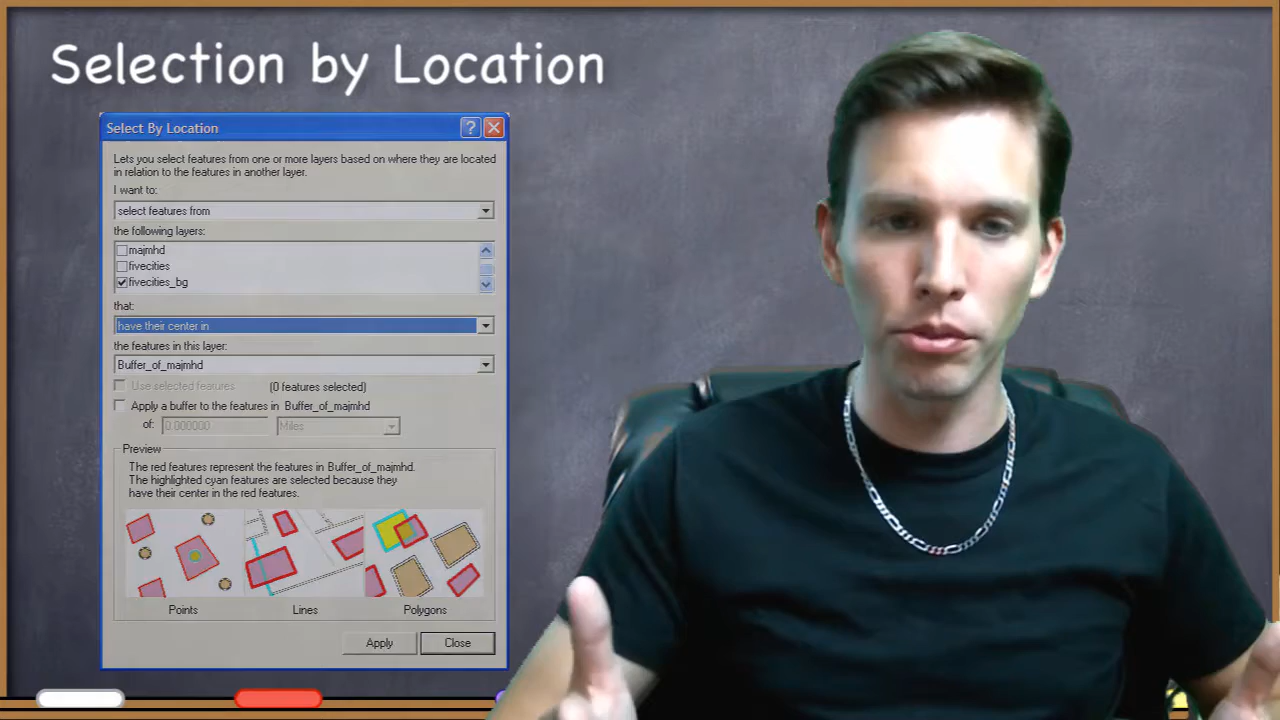 Selection by Location
Select By Location
Lets you select features from one or more layers based on where they are located
in relation to the features in another layer.
I want to:
select features from
the following layers:
majmhd
fivecities
fivecities_bg
that:
have their center in
the features in this layer:
Buffer_of_majmhd
Use selected features (0 features selected)
Apply a buffer to the features in Buffer_of_majmhd
of: 0.000000 Miles
Preview
The red features represent the features in Buffer_of_majmhd.
The highlighted cyan features are selected because they
have their center in the red features.
Points Lines Polygons
Apply Close